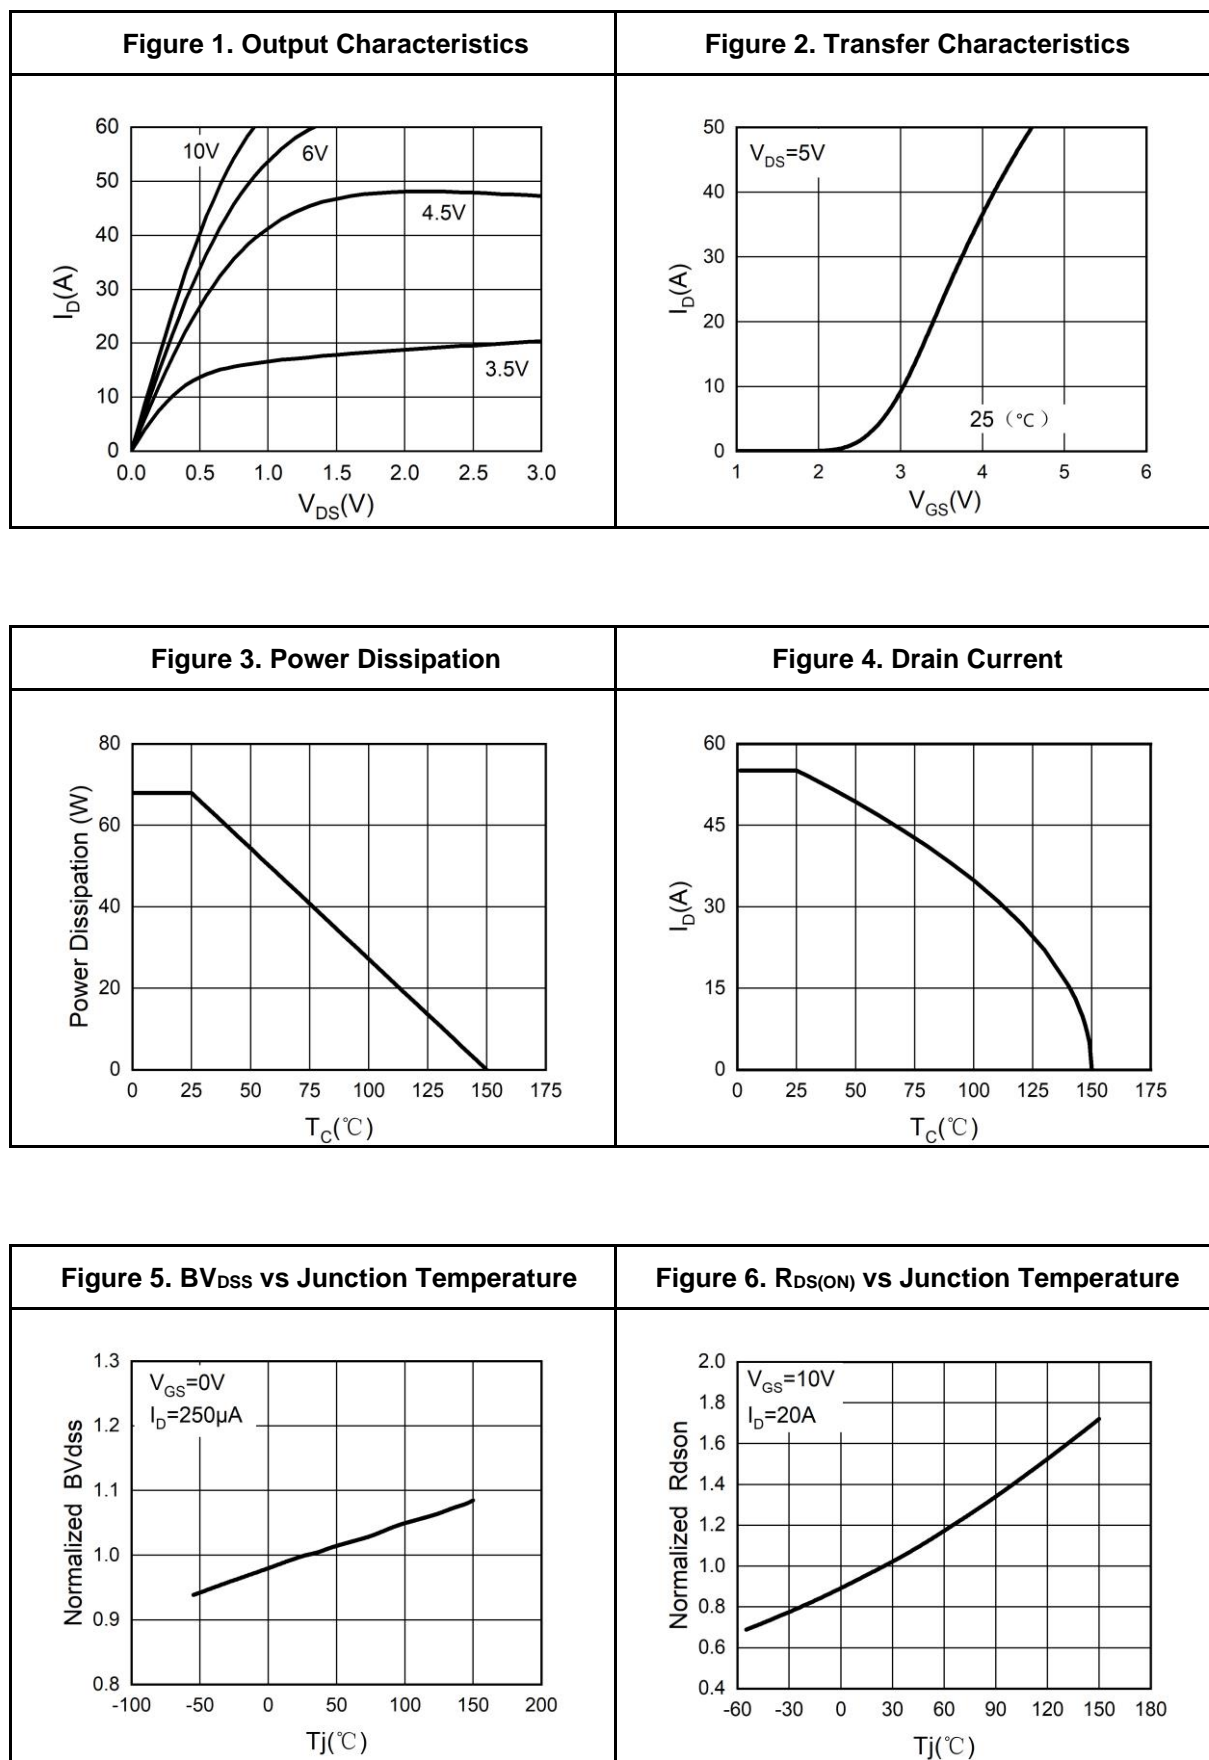 Figure 1. Output Characteristics
Figure 2. Transfer Characteristics
60
50
40
30
20
10
0
I_D(A)
10V
6V
4.5V
3.5V
0.0 0.5 1.0 1.5 2.0 2.5 3.0
V_DS(V)
50
40
30
20
10
0
I_D(A)
V_DS=5V
25（℃）
1 2 3 4 5 6
V_GS(V)
Figure 3. Power Dissipation
Figure 4. Drain Current
80
60
40
20
0
Power Dissipation (W)
0 25 50 75 100 125 150 175
T_C(℃)
60
45
30
15
0
I_D(A)
0 25 50 75 100 125 150 175
T_C(℃)
Figure 5. BV_DSS vs Junction Temperature
Figure 6. R_DS(ON) vs Junction Temperature
1.3
1.2
1.1
1.0
0.9
0.8
Normalized BVdss
V_GS=0V
I_D=250μA
-100 -50 0 50 100 150 200
Tj(℃)
2.0
1.8
1.6
1.4
1.2
1.0
0.8
0.6
0.4
Normalized Rdson
V_GS=10V
I_D=20A
-60 -30 0 30 60 90 120 150 180
Tj(℃)